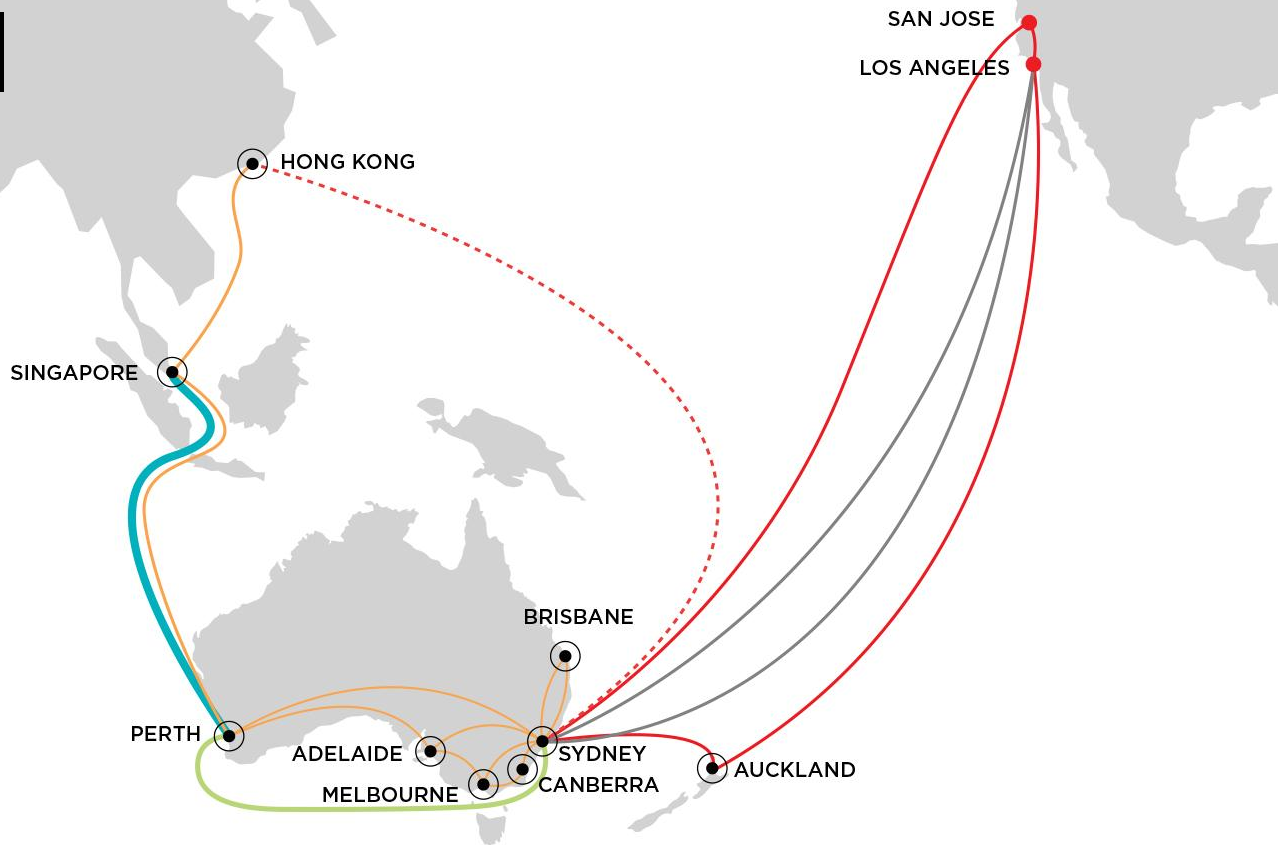 SAN JOSE
LOS ANGELES
HONG KONG
SINGAPORE
BRISBANE
PERTH
ADELAIDE
SYDNEY
AUCKLAND
CANBERRA
MELBOURNE